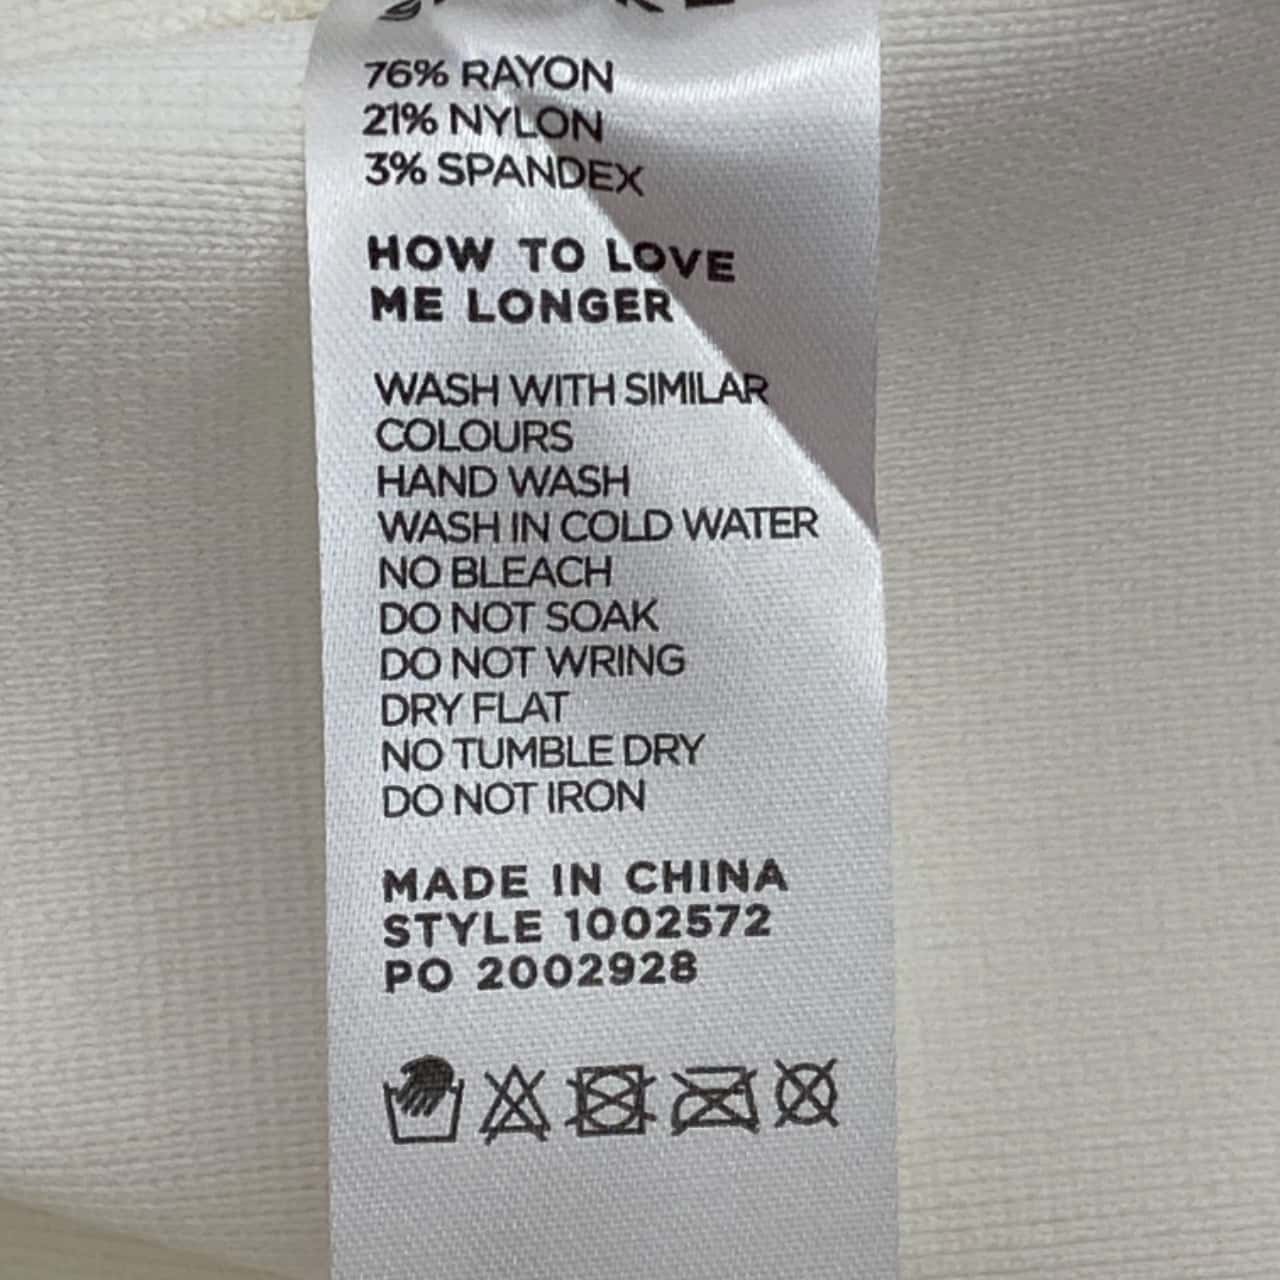 76% RAYON
21% NYLON
3% SPANDEX
HOW TO LOVE
ME LONGER
WASH WITH SIMILAR
COLOURS
HAND WASH
WASH IN COLD WATER
NO BLEACH
DO NOT SOAK
DO NOT WRING
DRY FLAT
NO TUMBLE DRY
DO NOT IRON
MADE IN CHINA
STYLE 1002572
PO 2002928